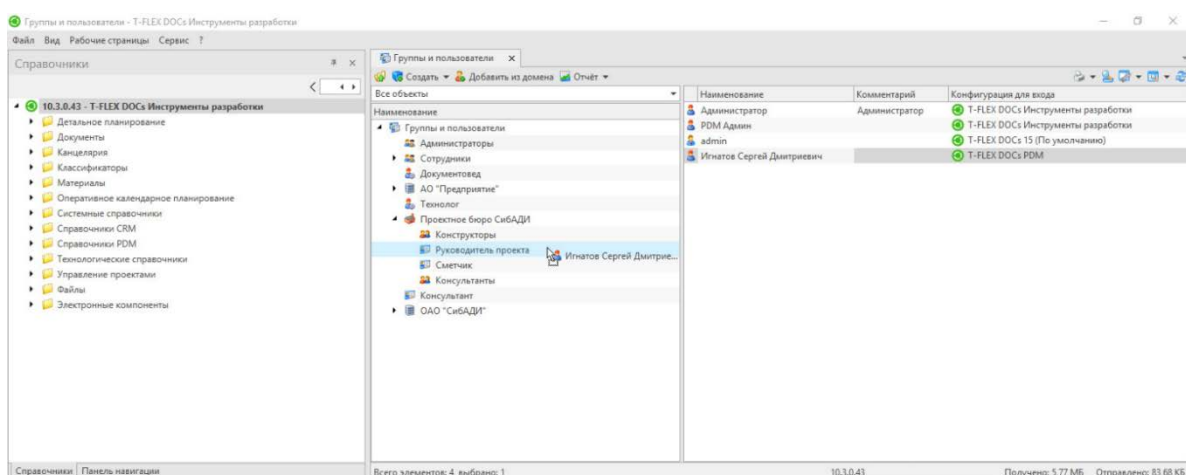 Группы и пользователи - T-FLEX DOCs Инструменты разработки
Файл Вид Рабочие страницы Сервис ?
Справочники
10.3.0.43 - T-FLEX DOCs Инструменты разработки
Детальное планирование
Документы
Канцелярия
Классификаторы
Материалы
Оперативное календарное планирование
Системные справочники
Справочники CRM
Справочники PDM
Технологические справочники
Управление проектами
Файлы
Электронные компоненты
Справочники Панель навигации
Группы и пользователи x
Создать Добавить из домена Отчёт
Все объекты
Наименование
Группы и пользователи
Администраторы
Сотрудники
Документовед
АО "Предприятие"
Технолог
Проектное бюро СибАДИ
Конструкторы
Руководитель проекта
Игнатов Сергей Дмитрие...
Сметчик
Консультанты
Консультант
ОАО "СибАДИ"
Наименование Комментарий Конфигурация для входа
Администратор Администратор T-FLEX DOCs Инструменты разработки
PDM Админ T-FLEX DOCs Инструменты разработки
admin T-FLEX DOCs 15 (По умолчанию)
Игнатов Сергей Дмитриевич T-FLEX DOCs PDM
Всего элементов: 4, выбрано: 1 10.3.0.43 Получено: 5,77 МБ Отправлено: 83,68 КБ